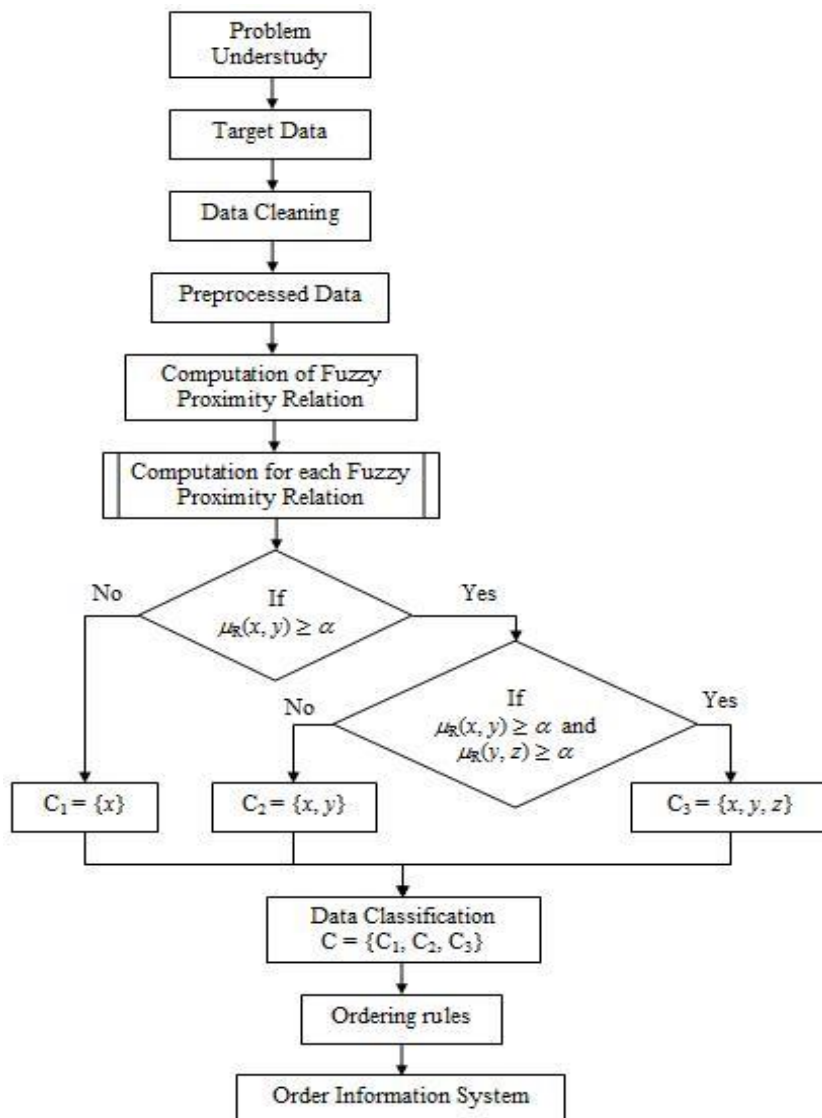 Problem
Understudy
Target Data
Data Cleaning
Preprocessed Data
Computation of Fuzzy
Proximity Relation
Computation for each Fuzzy
Proximity Relation
No
If
μR(x, y) ≥ α
Yes
No
If
μR(x, y) ≥ α and
μR(y, z) ≥ α
Yes
C1 = {x}
C2 = {x, y}
C3 = {x, y, z}
Data Classification
C = {C1, C2, C3}
Ordering rules
Order Information System